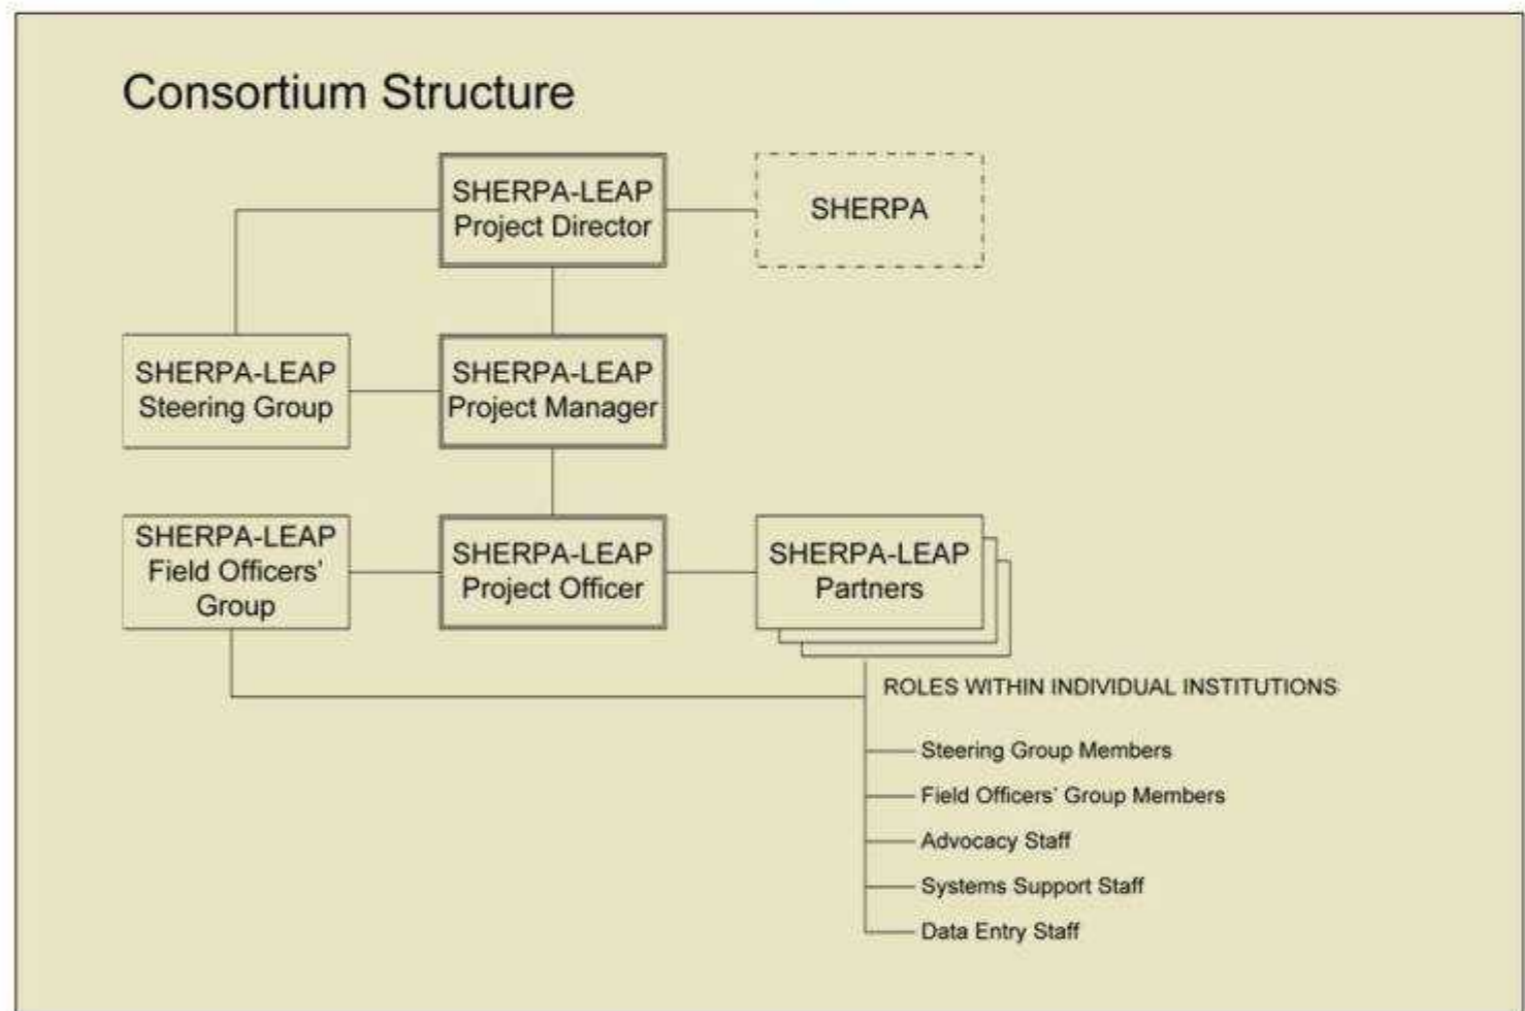 Consortium Structure
SHERPA-LEAP
Project Director
SHERPA
SHERPA-LEAP
Steering Group
SHERPA-LEAP
Project Manager
SHERPA-LEAP
Field Officers'
Group
SHERPA-LEAP
Project Officer
SHERPA-LEAP
Partners
ROLES WITHIN INDIVIDUAL INSTITUTIONS
Steering Group Members
Field Officers' Group Members
Advocacy Staff
Systems Support Staff
Data Entry Staff